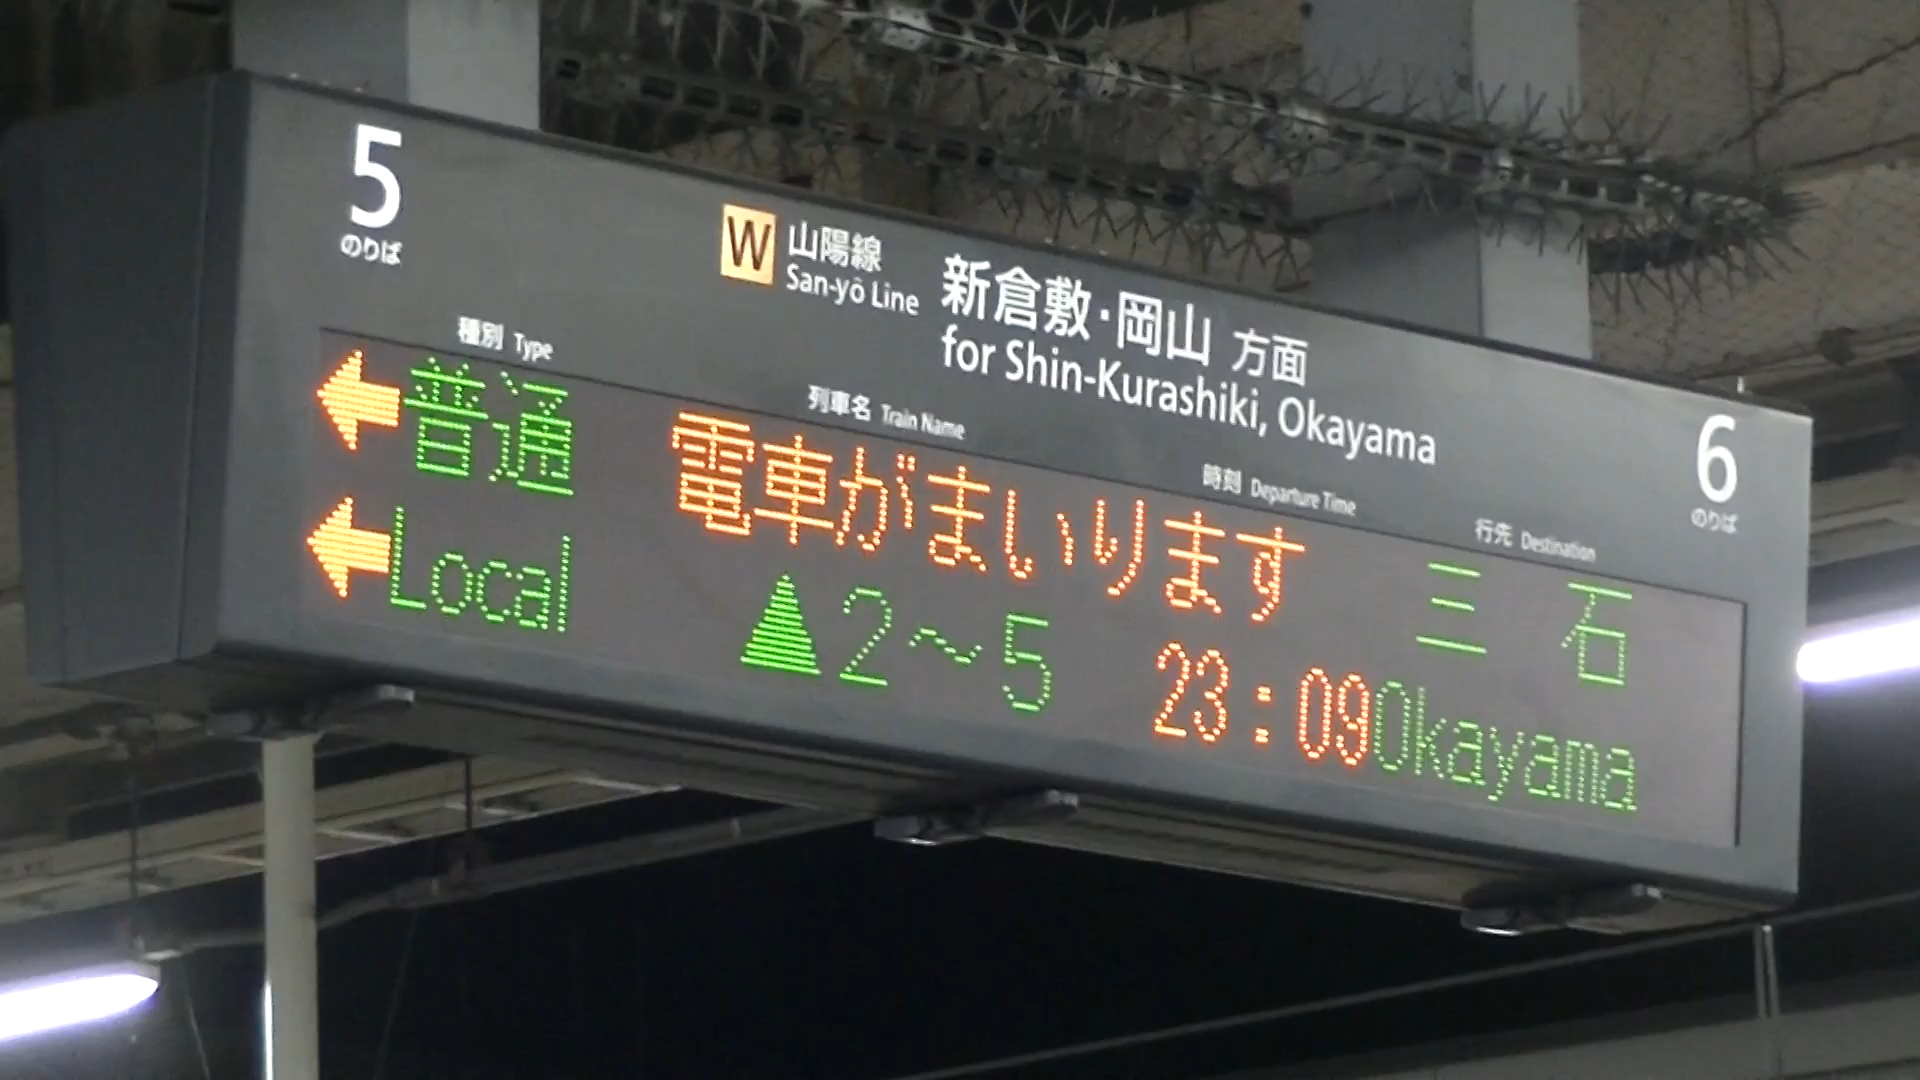 5
のりば
W 山陽線
San-yō Line
新倉敷・岡山 方面
for Shin-Kurashiki, Okayama
6
のりば
種別 Type
列車名 Train Name
時刻 Departure Time
行先 Destination
←普通 電車がまいります 三 石
←Local ▲2～5 23:09 Okayama